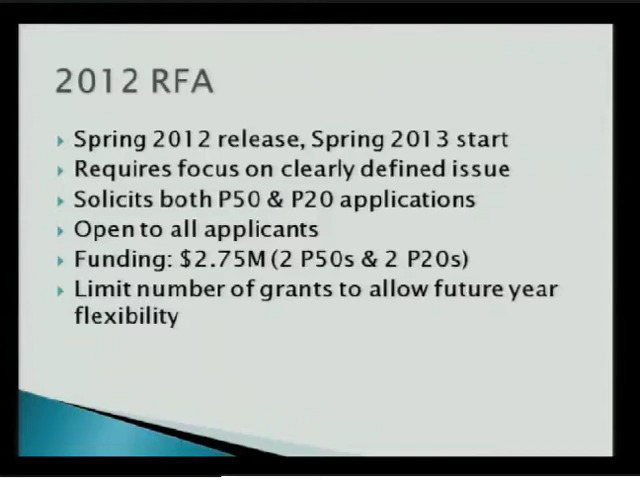 2012 RFA
Spring 2012 release, Spring 2013 start
Requires focus on clearly defined issue
Solicits both P50 & P20 applications
Open to all applicants
Funding: $2.75M (2 P50s & 2 P20s)
Limit number of grants to allow future year
flexibility